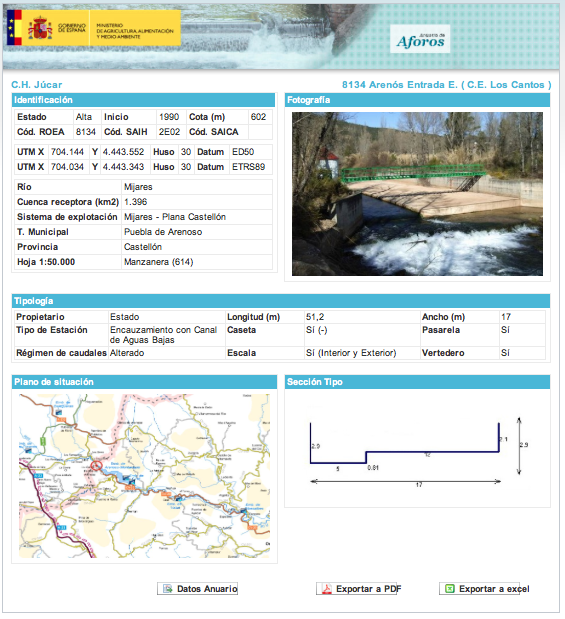 GOBIERNO DE ESPAÑA
MINISTERIO DE AGRICULTURA, ALIMENTACIÓN Y MEDIO AMBIENTE
Aforos
C.H. Júcar
8134 Arenós Entrada E. ( C.E. Los Cantos )
Identificación
Estado Alta Inicio 1990 Cota (m) 602
Cód. ROEA 8134 Cód. SAIH 2E02 Cód. SAICA
UTM X 704.144 Y 4.443.552 Huso 30 Datum ED50
UTM X 704.034 Y 4.443.343 Huso 30 Datum ETRS89
Río Mijares
Cuenca receptora (km2) 1.396
Sistema de explotación Mijares - Plana Castellón
T. Municipal Puebla de Arenoso
Provincia Castellón
Hoja 1:50.000 Manzanera (614)
Fotografía
Tipología
Propietario Estado Longitud (m) 51,2 Ancho (m) 17
Tipo de Estación Encauzamiento con Canal de Aguas Bajas Caseta Sí (-) Pasarela Sí
Régimen de caudales Alterado Escala Sí (Interior y Exterior) Vertedero Sí
Plano de situación
Sección Tipo
2.9
5
0.81
12
2.1
2.9
17
Datos Anuario
Exportar a PDF
Exportar a excel